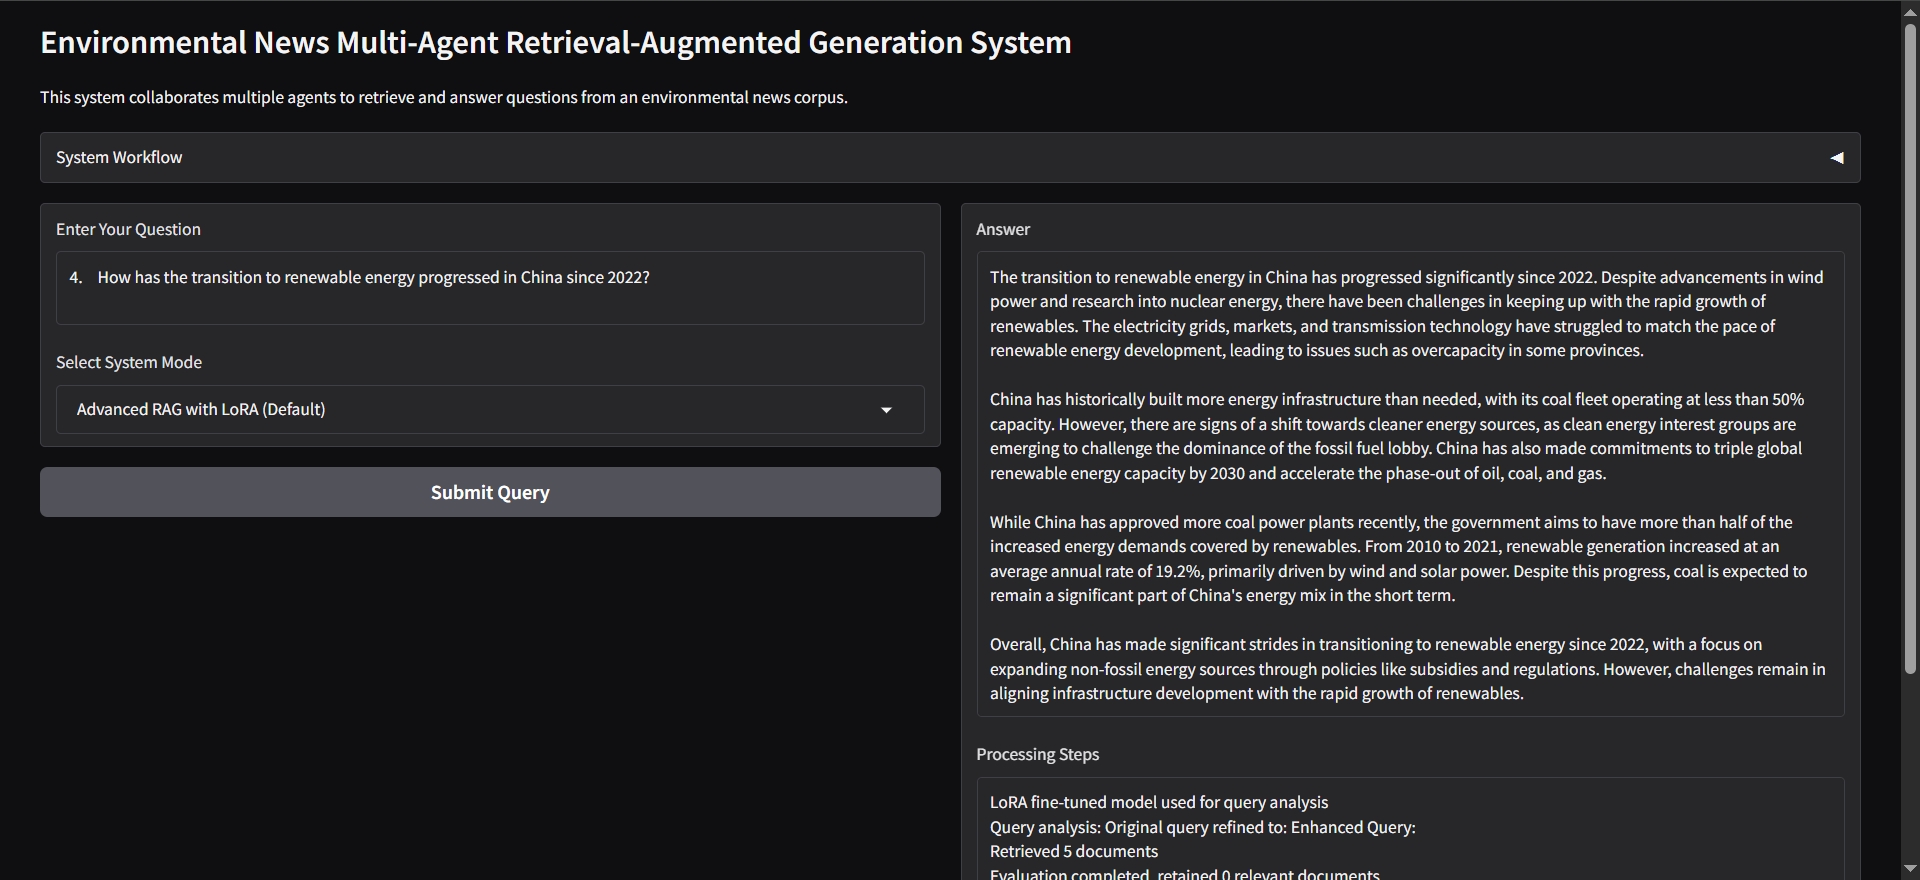 Environmental News Multi-Agent Retrieval-Augmented Generation System
This system collaborates multiple agents to retrieve and answer questions from an environmental news corpus.
System Workflow
Enter Your Question
4. How has the transition to renewable energy progressed in China since 2022?
Select System Mode
Advanced RAG with LoRA (Default)
Submit Query
Answer
The transition to renewable energy in China has progressed significantly since 2022. Despite advancements in wind
power and research into nuclear energy, there have been challenges in keeping up with the rapid growth of
renewables. The electricity grids, markets, and transmission technology have struggled to match the pace of
renewable energy development, leading to issues such as overcapacity in some provinces.
China has historically built more energy infrastructure than needed, with its coal fleet operating at less than 50%
capacity. However, there are signs of a shift towards cleaner energy sources, as clean energy interest groups are
emerging to challenge the dominance of the fossil fuel lobby. China has also made commitments to triple global
renewable energy capacity by 2030 and accelerate the phase-out of oil, coal, and gas.
While China has approved more coal power plants recently, the government aims to have more than half of the
increased energy demands covered by renewables. From 2010 to 2021, renewable generation increased at an
average annual rate of 19.2%, primarily driven by wind and solar power. Despite this progress, coal is expected to
remain a significant part of China's energy mix in the short term.
Overall, China has made significant strides in transitioning to renewable energy since 2022, with a focus on
expanding non-fossil energy sources through policies like subsidies and regulations. However, challenges remain in
aligning infrastructure development with the rapid growth of renewables.
Processing Steps
LoRA fine-tuned model used for query analysis
Query analysis: Original query refined to: Enhanced Query:
Retrieved 5 documents
Evaluation completed, retained 0 relevant documents